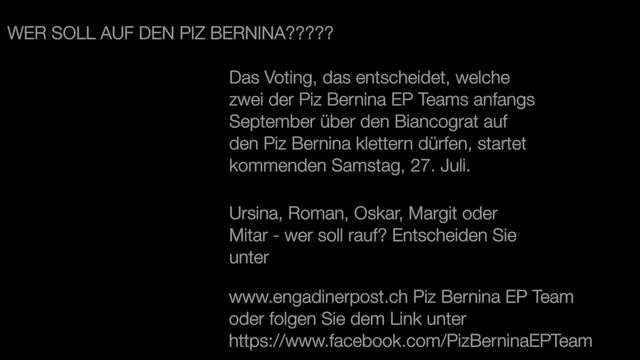 WER SOLL AUF DEN PIZ BERNINA?????
Das Voting, das entscheidet, welche
zwei der Piz Bernina EP Teams anfangs
September über den Biancograt auf
den Piz Bernina klettern dürfen, startet
kommenden Samstag, 27. Juli.
Ursina, Roman, Oskar, Margit oder
Mitar - wer soll rauf? Entscheiden Sie
unter
www.engadinerpost.ch Piz Bernina EP Team
oder folgen Sie dem Link unter
https://www.facebook.com/PizBerninaEPTeam